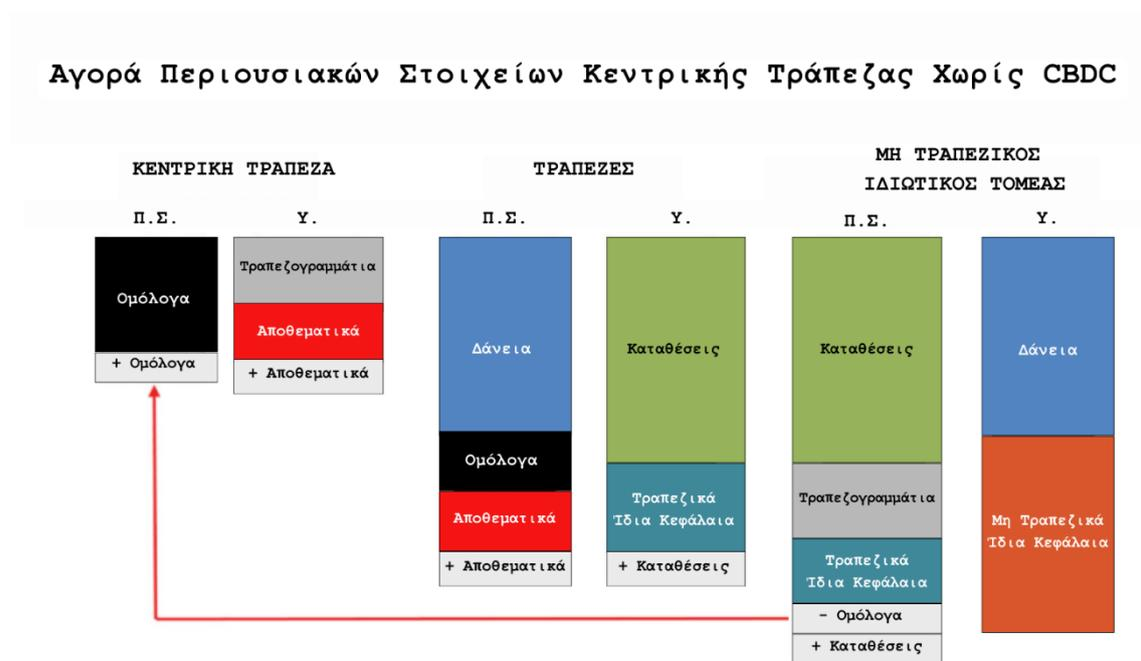 Αγορά Περιουσιακών Στοιχείων Κεντρικής Τράπεζας Χωρίς CBDC
ΚΕΝΤΡΙΚΗ ΤΡΑΠΕΖΑ
Π.Σ.
Υ.
Ομόλογα
+ Ομόλογα
Τραπεζογραμμάτια
Αποθεματικά
+ Αποθεματικά
ΤΡΑΠΕΖΕΣ
Π.Σ.
Υ.
Δάνεια
Ομόλογα
Αποθεματικά
+ Αποθεματικά
Καταθέσεις
Τραπεζικά
Ίδια Κεφάλαια
+ Καταθέσεις
ΜΗ ΤΡΑΠΕΖΙΚΟΣ
ΙΔΙΩΤΙΚΟΣ ΤΟΜΕΑΣ
Π.Σ.
Υ.
Καταθέσεις
Τραπεζογραμμάτια
Τραπεζικά
Ίδια Κεφάλαια
- Ομόλογα
+ Καταθέσεις
Δάνεια
Μη Τραπεζικά
Ίδια Κεφάλαια